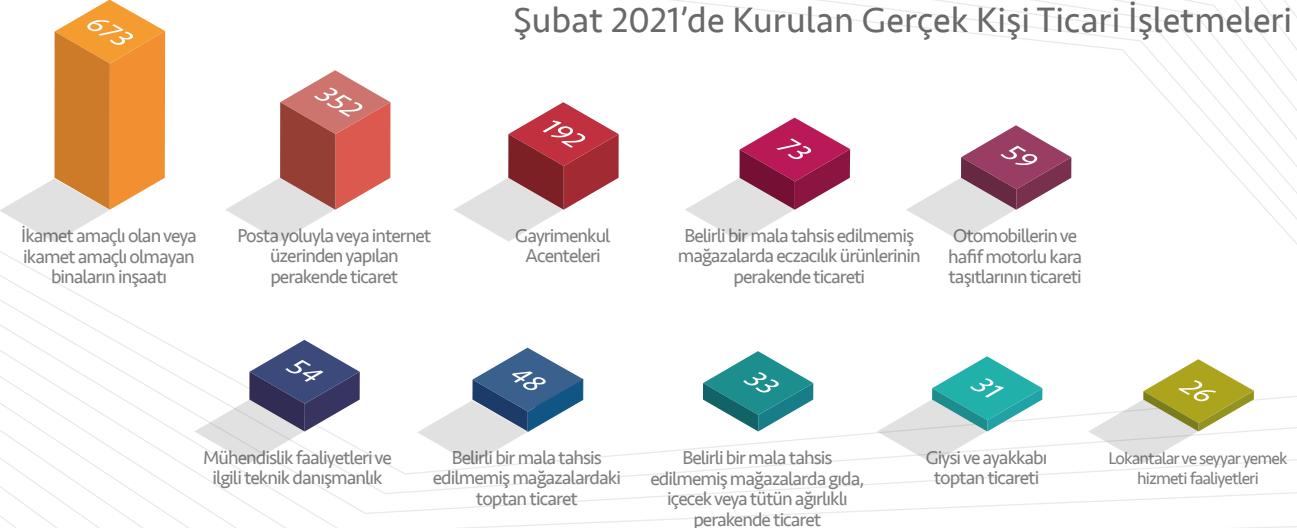 Şubat 2021’de Kurulan Gerçek Kişi Ticari İşletmeleri
673
352
192
73
59
İkamet amaçlı olan veya
ikamet amaçlı olmayan
binaların inşaatı
Posta yoluyla veya internet
üzerinden yapılan
perakende ticaret
Gayrimenkul
Acenteleri
Belirli bir mala tahsis edilmemiş
mağazalarda eczacılık ürünlerinin
perakende ticareti
Otomobillerin ve
hafif motorlu kara
taşıtlarının ticareti
54
48
33
31
26
Mühendislik faaliyetleri ve
ilgili teknik danışmanlık
Belirli bir mala tahsis
edilmemiş mağazalardaki
toptan ticaret
Belirli bir mala tahsis
edilmemiş mağazalarda gıda,
içecek veya tütün ağırlıklı
perakende ticaret
Giysi ve ayakkabı
toptan ticareti
Lokantalar ve seyyar yemek
hizmeti faaliyetleri